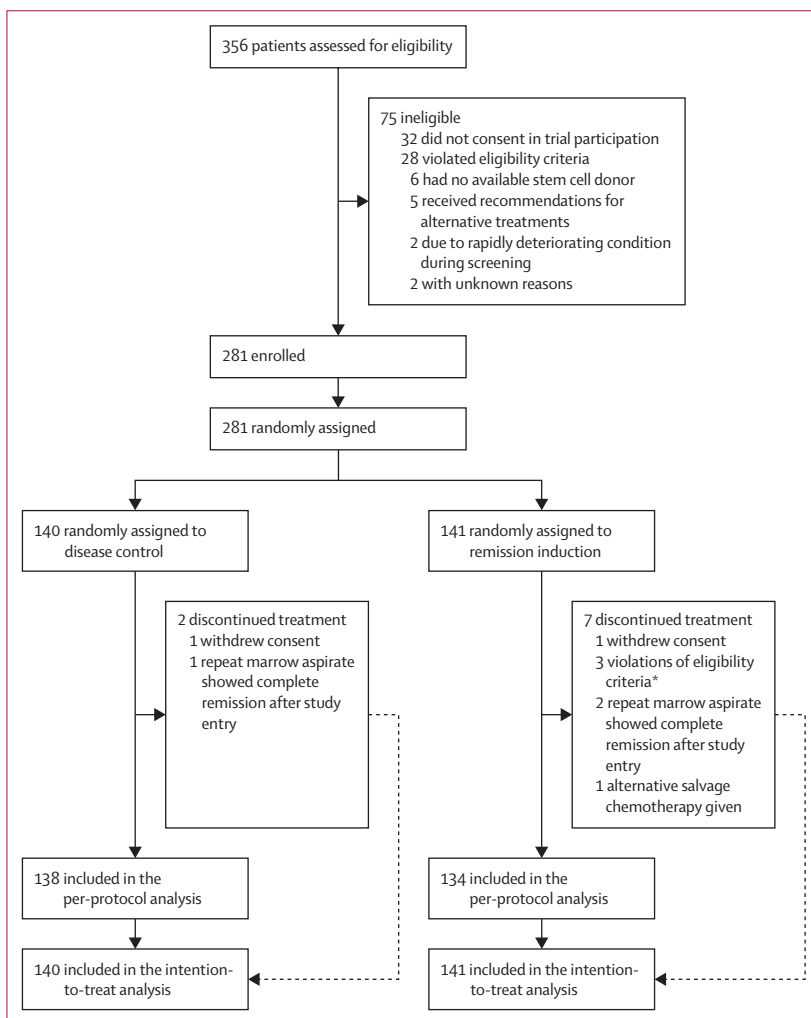 356 patients assessed for eligibility
75 ineligible
32 did not consent in trial participation
28 violated eligibility criteria
6 had no available stem cell donor
5 received recommendations for
alternative treatments
2 due to rapidly deteriorating condition
during screening
2 with unknown reasons
281 enrolled
281 randomly assigned
140 randomly assigned to
disease control
141 randomly assigned to
remission induction
2 discontinued treatment
1 withdrew consent
1 repeat marrow aspirate
showed complete
remission after study
entry
7 discontinued treatment
1 withdrew consent
3 violations of eligibility
criteria*
2 repeat marrow aspirate
showed complete
remission after study
entry
1 alternative salvage
chemotherapy given
138 included in the
per-protocol analysis
134 included in the
per-protocol analysis
140 included in the intention-
to-treat analysis
141 included in the intention-
to-treat analysis